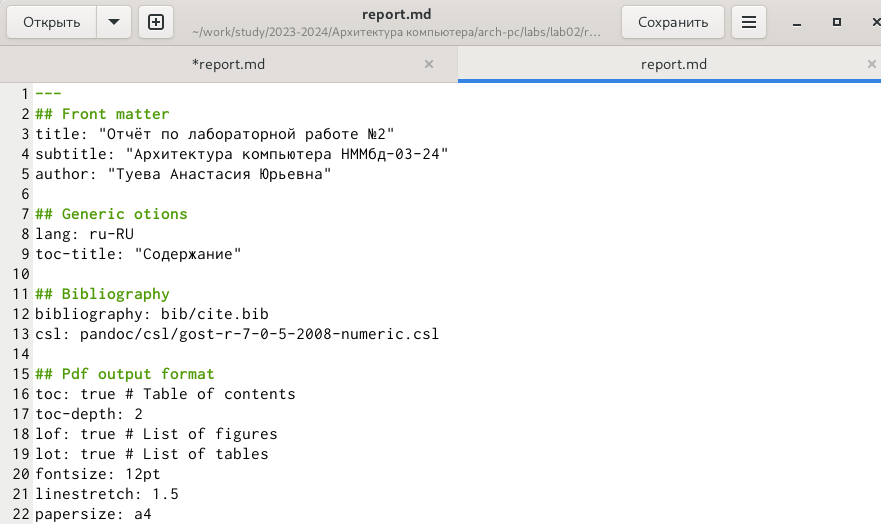 Открыть
report.md
~/work/study/2023-2024/Архитектура компьютера/arch-pc/labs/lab02/r…
Сохранить
*report.md
report.md
1 ---
2 ## Front matter
3 title: "Отчёт по лабораторной работе №2"
4 subtitle: "Архитектура компьютера НММбд-03-24"
5 author: "Туева Анастасия Юрьевна"
6
7 ## Generic otions
8 lang: ru-RU
9 toc-title: "Содержание"
10
11 ## Bibliography
12 bibliography: bib/cite.bib
13 csl: pandoc/csl/gost-r-7-0-5-2008-numeric.csl
14
15 ## Pdf output format
16 toc: true # Table of contents
17 toc-depth: 2
18 lof: true # List of figures
19 lot: true # List of tables
20 fontsize: 12pt
21 linestretch: 1.5
22 papersize: a4